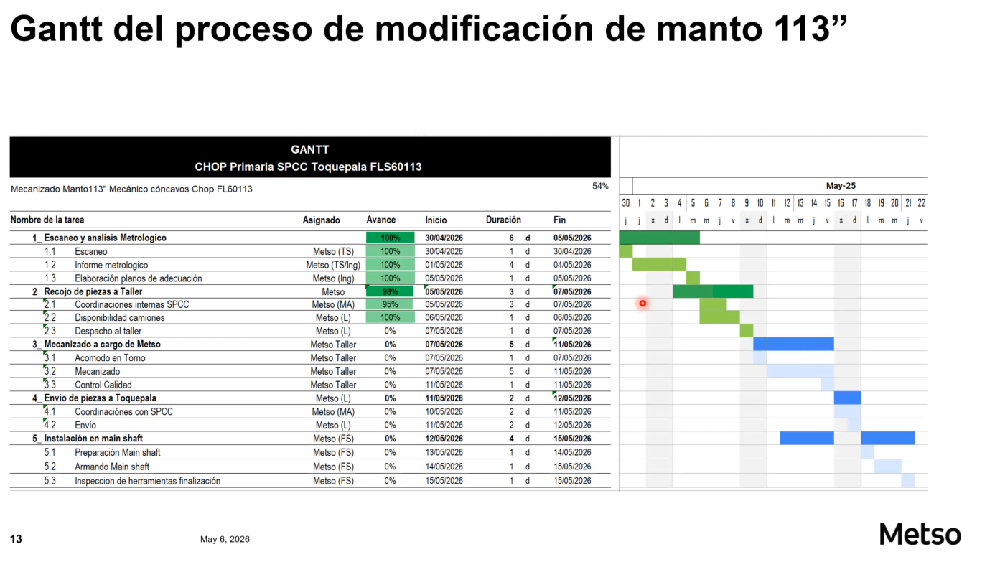 Gantt del proceso de modificación de manto 113”
GANTT
CHOP Primaria SPCC Toquepala FLS60113
Mecanizado Manto113" Mecánico cóncavos Chop FL60113 54%
May-25
30 1 2 3 4 5 6 7 8 9 10 11 12 13 14 15 16 17 18 19 20 21 22
Nombre de la tarea Asignado Avance Inicio Duración Fin
j j s d l m m j v s d l m m j v s d l m m j v
1_ Escaneo y analisis Metrologico 100% 30/04/2026 6 d 05/05/2026
1.1 Escaneo Metso (TS) 100% 30/04/2026 1 d 30/04/2026
1.2 Informe metrologico Metso (TS/Ing) 100% 01/05/2026 4 d 04/05/2026
1.3 Elaboración planos de adecuación Metso (Ing) 100% 05/05/2026 1 d 05/05/2026
2_ Recojo de piezas a Taller Metso 98% 05/05/2026 3 d 07/05/2026
2.1 Coordinaciones internas SPCC Metso (MA) 95% 05/05/2026 3 d 07/05/2026
2.2 Disponibilidad camiones Metso (L) 100% 06/05/2026 1 d 06/05/2026
2.3 Despacho al taller Metso (L) 0% 07/05/2026 1 d 07/05/2026
3_ Mecanizado a cargo de Metso Metso Taller 0% 07/05/2026 5 d 11/05/2026
3.1 Acomodo en Torno Metso Taller 0% 07/05/2026 1 d 07/05/2026
3.2 Mecanizado Metso Taller 0% 07/05/2026 5 d 11/05/2026
3.3 Control Calidad Metso Taller 0% 11/05/2026 1 d 11/05/2026
4_ Envio de piezas a Toquepala Metso (L) 0% 11/05/2026 2 d 12/05/2026
4.1 Coordinaciónes con SPCC Metso (MA) 0% 10/05/2026 2 d 11/05/2026
4.2 Envio Metso (L) 0% 11/05/2026 2 d 12/05/2026
5_ Instalación en main shaft Metso (FS) 0% 12/05/2026 4 d 15/05/2026
5.1 Preparación Main shaft Metso (FS) 0% 13/05/2026 1 d 14/05/2026
5.2 Armando Main shaft Metso (FS) 0% 14/05/2026 1 d 15/05/2026
5.3 Inspeccion de herramientas finalización Metso (FS) 0% 15/05/2026 1 d 15/05/2026
13 May 6, 2026 Metso